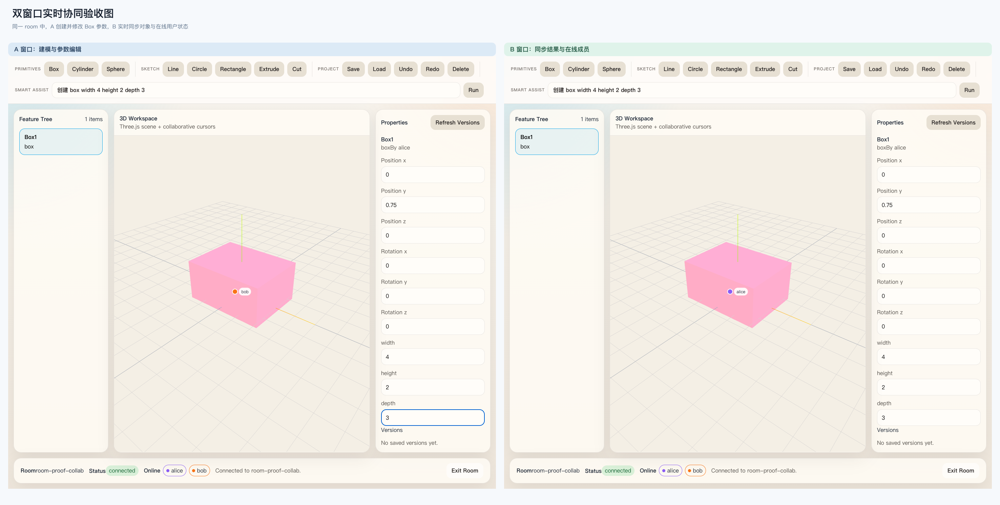 双窗口实时协同验收图
同一 room 中，A 创建并修改 Box 参数，B 实时同步对象与在线用户状态
A 窗口：建模与参数编辑
PRIMITIVES Box Cylinder Sphere SKETCH Line Circle Rectangle Extrude Cut PROJECT Save Load Undo Redo Delete
SMART ASSIST 创建 box width 4 height 2 depth 3 Run
Feature Tree 1 items
Box1
box
3D Workspace
Three.js scene + collaborative cursors
bob
Properties Refresh Versions
Box1
boxBy alice
Position x
0
Position y
0.75
Position z
0
Rotation x
0
Rotation y
0
Rotation z
0
width
4
height
2
depth
3
Versions
No saved versions yet.
Roomroom-proof-collab Status connected Online alice bob Connected to room-proof-collab. Exit Room
B 窗口：同步结果与在线成员
PRIMITIVES Box Cylinder Sphere SKETCH Line Circle Rectangle Extrude Cut PROJECT Save Load Undo Redo Delete
SMART ASSIST 创建 box width 4 height 2 depth 3 Run
Feature Tree 1 items
Box1
box
3D Workspace
Three.js scene + collaborative cursors
alice
Properties Refresh Versions
Box1
boxBy alice
Position x
0
Position y
0.75
Position z
0
Rotation x
0
Rotation y
0
Rotation z
0
width
4
height
2
depth
3
Versions
No saved versions yet.
Roomroom-proof-collab Status connected Online alice bob Connected to room-proof-collab. Exit Room